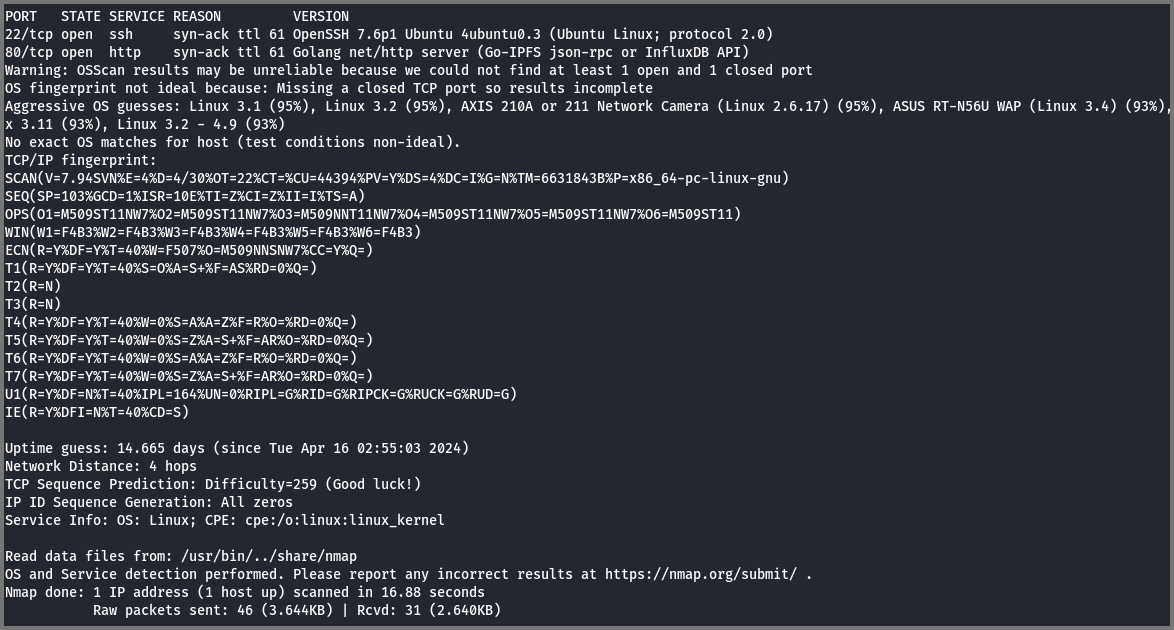 PORT   STATE SERVICE REASON         VERSION
22/tcp open  ssh     syn-ack ttl 61 OpenSSH 7.6p1 Ubuntu 4ubuntu0.3 (Ubuntu Linux; protocol 2.0)
80/tcp open  http    syn-ack ttl 61 Golang net/http server (Go-IPFS json-rpc or InfluxDB API)
Warning: OSScan results may be unreliable because we could not find at least 1 open and 1 closed port
OS fingerprint not ideal because: Missing a closed TCP port so results incomplete
Aggressive OS guesses: Linux 3.1 (95%), Linux 3.2 (95%), AXIS 210A or 211 Network Camera (Linux 2.6.17) (95%), ASUS RT-N56U WAP (Linux 3.4) (93%),
x 3.11 (93%), Linux 3.2 - 4.9 (93%)
No exact OS matches for host (test conditions non-ideal).
TCP/IP fingerprint:
SCAN(V=7.94SVN%E=4%D=4/30%OT=22%CT=%CU=44394%PV=Y%DS=4%DC=I%G=N%TM=6631843B%P=x86_64-pc-linux-gnu)
SEQ(SP=103%GCD=1%ISR=10E%TI=Z%CI=Z%II=I%TS=A)
OPS(O1=M509ST11NW7%O2=M509ST11NW7%O3=M509NNT11NW7%O4=M509ST11NW7%O5=M509ST11NW7%O6=M509ST11)
WIN(W1=F4B3%W2=F4B3%W3=F4B3%W4=F4B3%W5=F4B3%W6=F4B3)
ECN(R=Y%DF=Y%T=40%W=F507%O=M509NNSNW7%CC=Y%Q=)
T1(R=Y%DF=Y%T=40%S=O%A=S+%F=AS%RD=0%Q=)
T2(R=N)
T3(R=N)
T4(R=Y%DF=Y%T=40%W=0%S=A%A=Z%F=R%O=%RD=0%Q=)
T5(R=Y%DF=Y%T=40%W=0%S=Z%A=S+%F=AR%O=%RD=0%Q=)
T6(R=Y%DF=Y%T=40%W=0%S=A%A=Z%F=R%O=%RD=0%Q=)
T7(R=Y%DF=Y%T=40%W=0%S=Z%A=S+%F=AR%O=%RD=0%Q=)
U1(R=Y%DF=N%T=40%IPL=164%UN=0%RIPL=G%RID=G%RIPCK=G%RUCK=G%RUD=G)
IE(R=Y%DFI=N%T=40%CD=S)

Uptime guess: 14.665 days (since Tue Apr 16 02:55:03 2024)
Network Distance: 4 hops
TCP Sequence Prediction: Difficulty=259 (Good luck!)
IP ID Sequence Generation: All zeros
Service Info: OS: Linux; CPE: cpe:/o:linux:linux_kernel

Read data files from: /usr/bin/../share/nmap
OS and Service detection performed. Please report any incorrect results at https://nmap.org/submit/ .
Nmap done: 1 IP address (1 host up) scanned in 16.88 seconds
           Raw packets sent: 46 (3.644KB) | Rcvd: 31 (2.640KB)